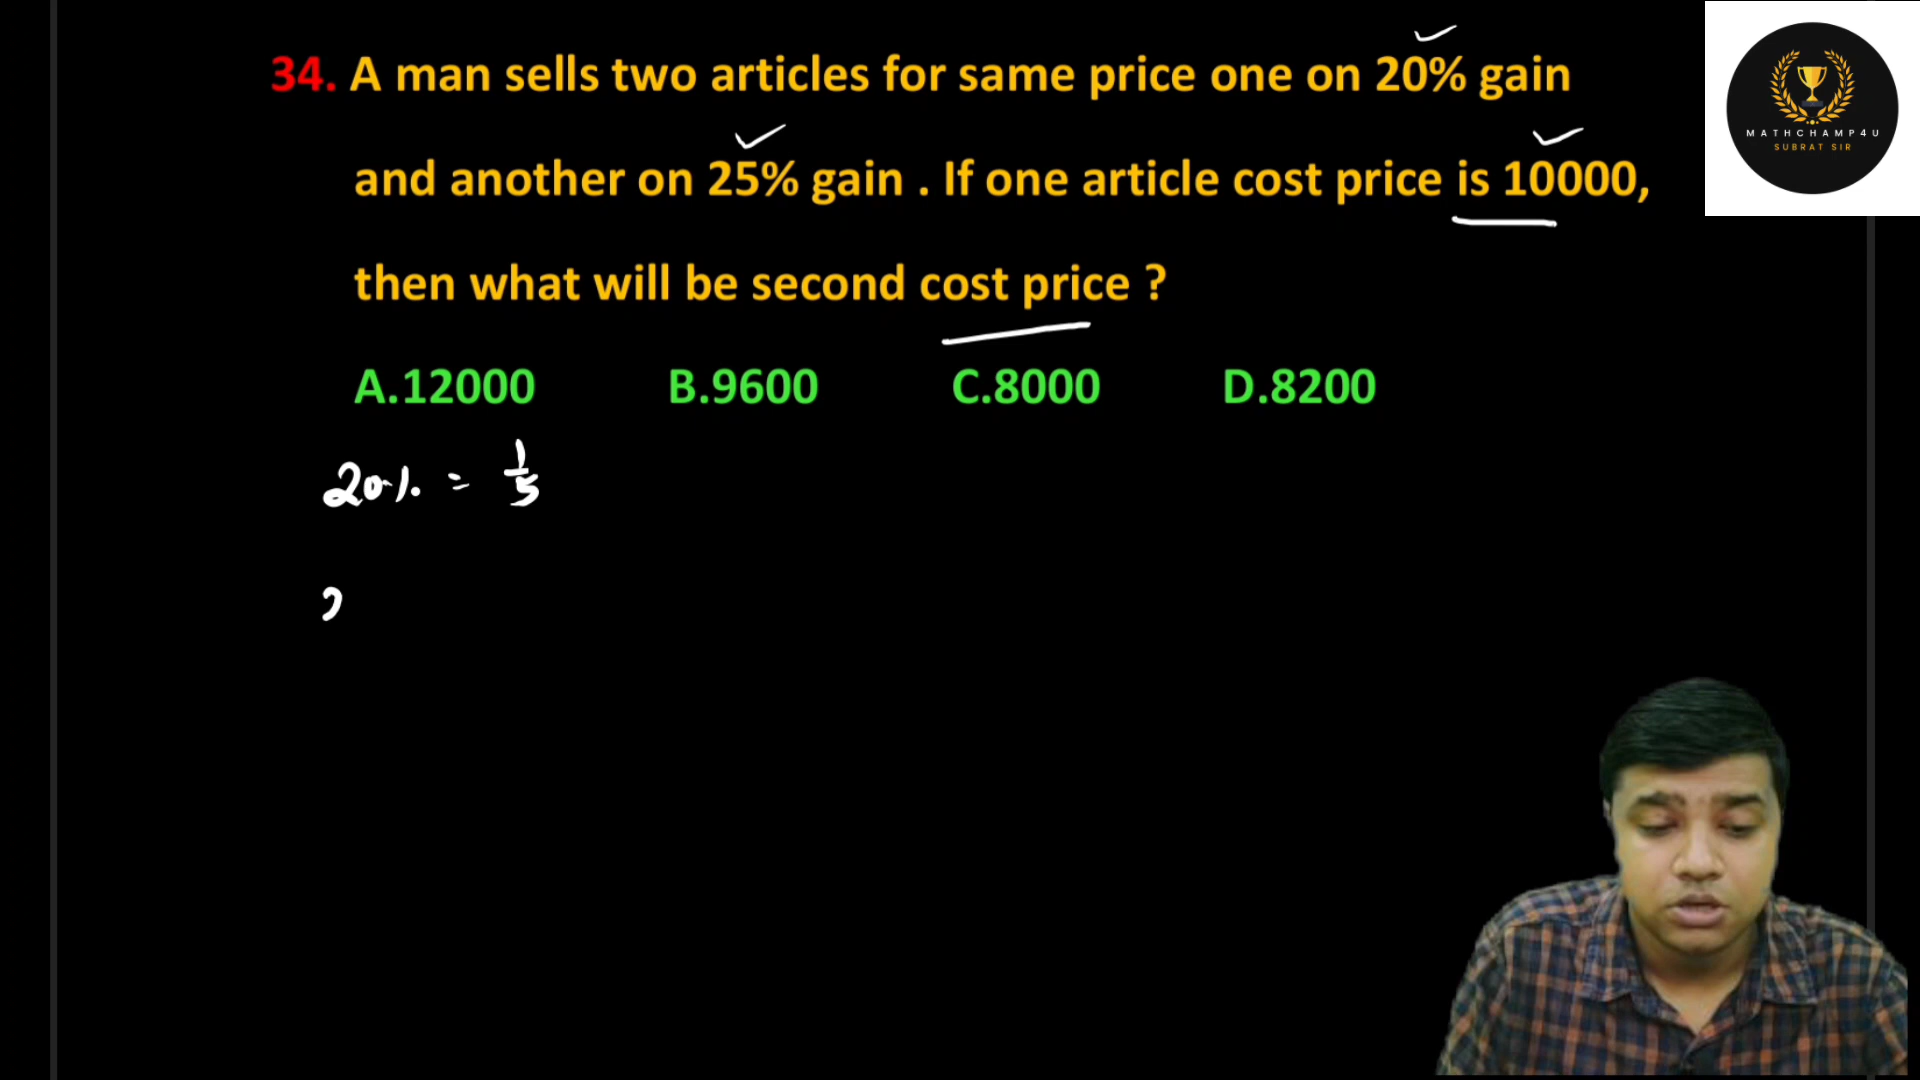 34. A man sells two articles for same price one on 20% gain
and another on 25% gain . If one article cost price is 10000,
then what will be second cost price ?
A.12000 B.9600 C.8000 D.8200
20% = 1/5
2
MATHCHAMP4U
SUBRAT SIR